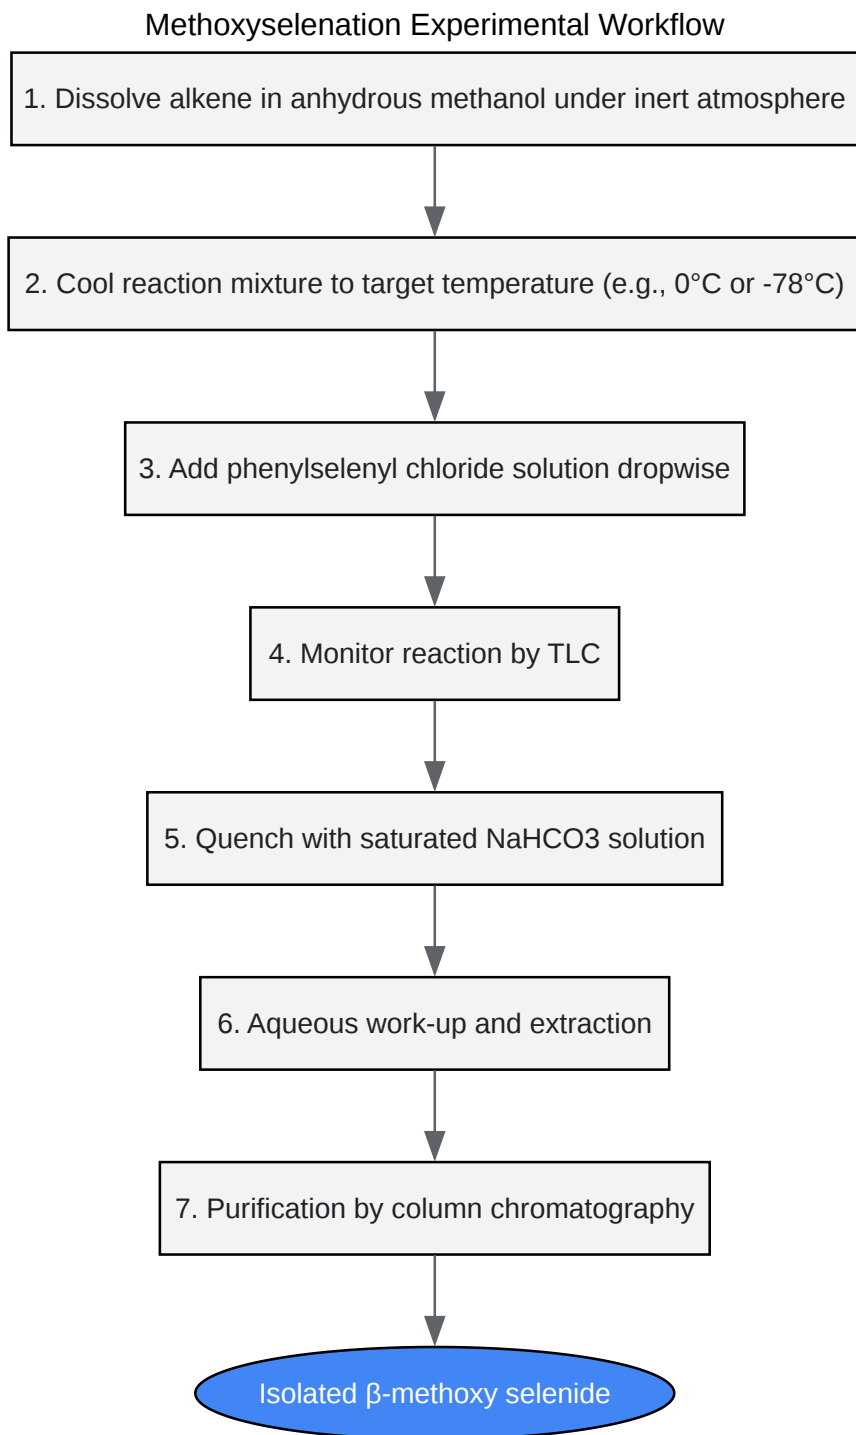 Methoxyselenation Experimental Workflow
1. Dissolve alkene in anhydrous methanol under inert atmosphere
2. Cool reaction mixture to target temperature (e.g., 0°C or -78°C)
3. Add phenylselenyl chloride solution dropwise
4. Monitor reaction by TLC
5. Quench with saturated NaHCO3 solution
6. Aqueous work-up and extraction
7. Purification by column chromatography
Isolated β-methoxy selenide